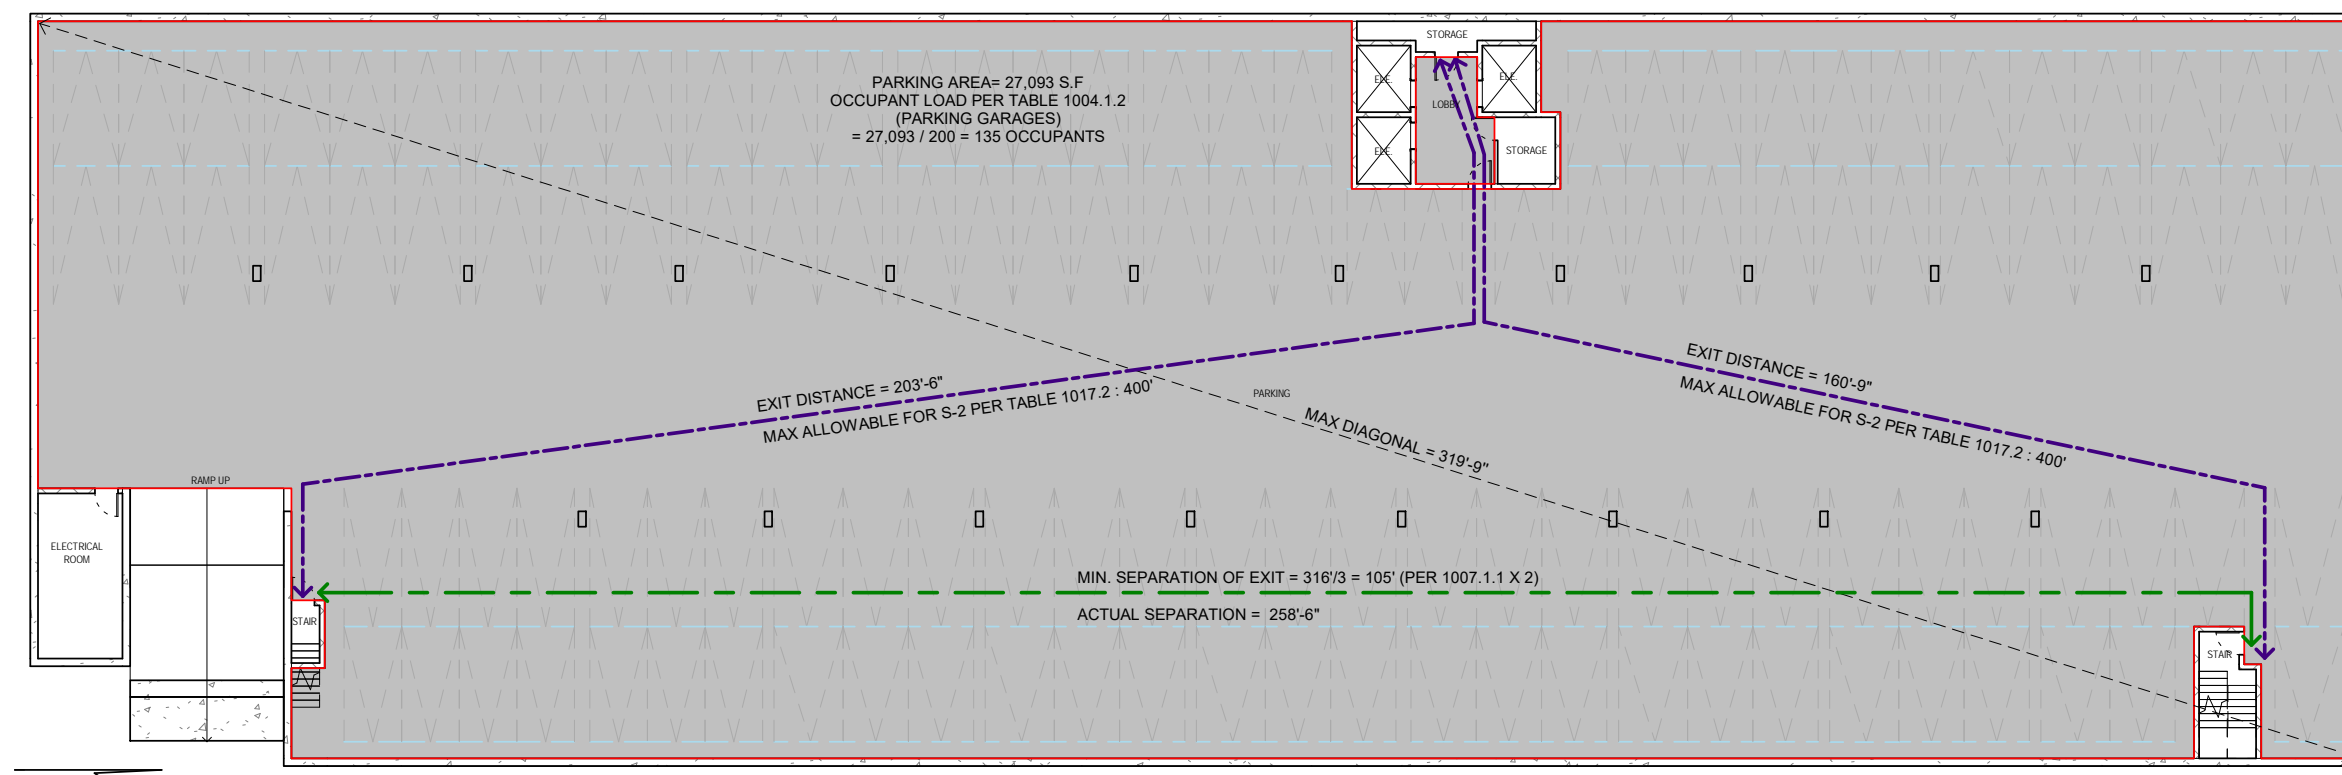 STORAGE
ELE.
ELE.
LOBBY
ELE.
STORAGE
PARKING AREA= 27,093 S.F
OCCUPANT LOAD PER TABLE 1004.1.2
(PARKING GARAGES)
= 27,093 / 200 = 135 OCCUPANTS
EXIT DISTANCE = 203'-6"
MAX ALLOWABLE FOR S-2 PER TABLE 1017.2 : 400'
EXIT DISTANCE = 160'-9"
MAX ALLOWABLE FOR S-2 PER TABLE 1017.2 : 400'
PARKING
MAX DIAGONAL = 319'-9"
RAMP UP
ELECTRICAL
ROOM
MIN. SEPARATION OF EXIT = 316'/3 = 105' (PER 1007.1.1 X 2)
ACTUAL SEPARATION = 258'-6"
STAIR
STAIR